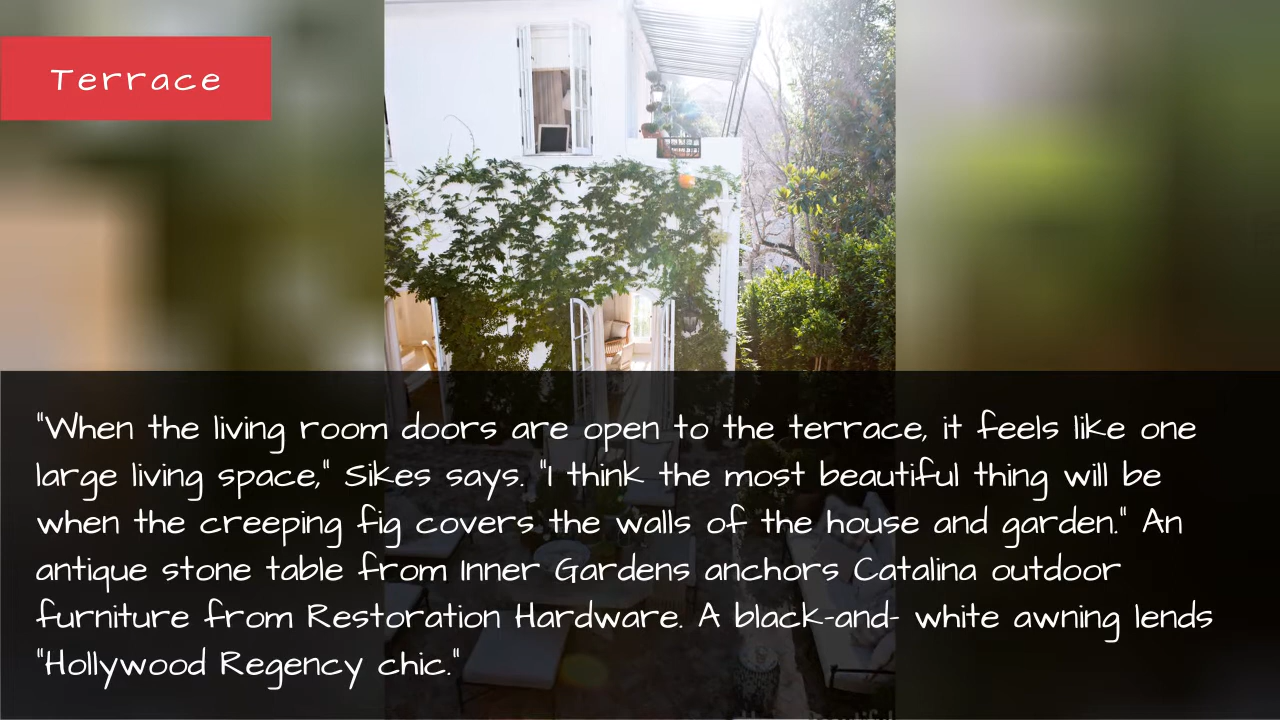 Terrace
"When the living room doors are open to the terrace, it feels like one
large living space," Sikes says. "I think the most beautiful thing will be
when the creeping fig covers the walls of the house and garden." An
antique stone table from Inner Gardens anchors Catalina outdoor
furniture from Restoration Hardware. A black-and- white awning lends
"Hollywood Regency chic."